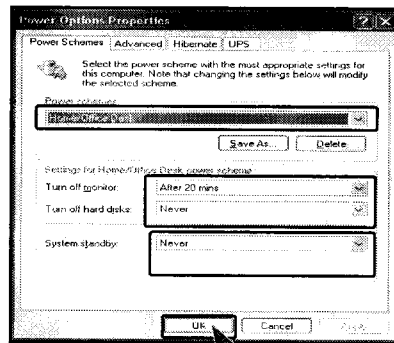 Power Options Properties
Power Schemes Advanced Hibernate UPS
Select the power scheme with the most appropriate settings for
this computer. Note that changing the settings below will modify
the selected scheme.
Power schemes
Home/Office Desk
Save As... Delete
Settings for Home/Office Desk power scheme
Turn off monitor: After 20 mins
Turn off hard disks: Never
System standby: Never
OK Cancel Apply